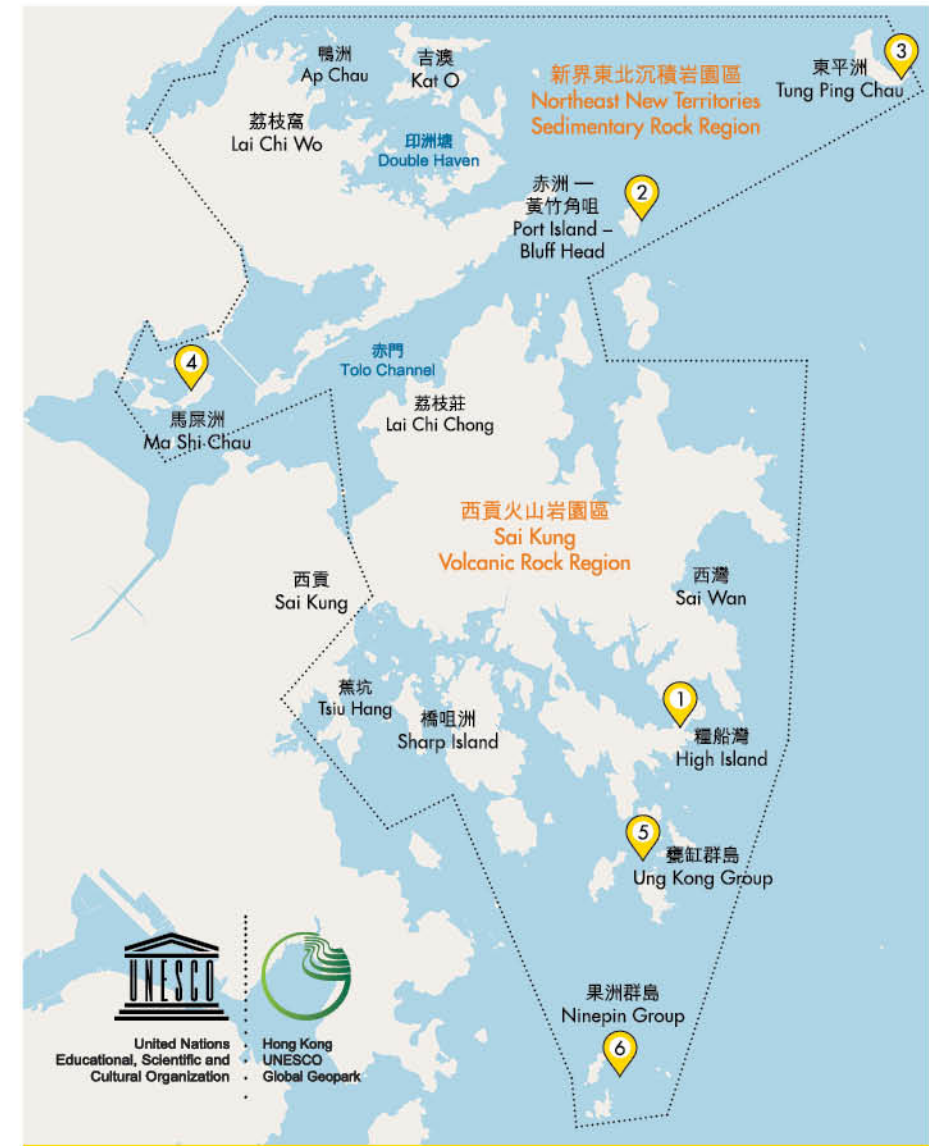 鴨洲
Ap Chau
吉澳
Kat O
新界東北沉積岩園區
Northeast New Territories
Sedimentary Rock Region
東平洲
Tung Ping Chau
3
荔枝窩
Lai Chi Wo
印洲塘
Double Haven
赤洲 —
黃竹角咀
Port Island –
Bluff Head
2
4
馬屎洲
Ma Shi Chau
赤門
Tolo Channel
荔枝莊
Lai Chi Chong
西貢火山岩園區
Sai Kung
Volcanic Rock Region
西貢
Sai Kung
西灣
Sai Wan
蕉坑
Tsiu Hang
橋咀洲
Sharp Island
1
糧船灣
High Island
5
甕缸群島
Ung Kong Group
果洲群島
Ninepin Group
6
UNESCO
United Nations
Educational, Scientific and
Cultural Organization
Hong Kong
UNESCO
Global Geopark